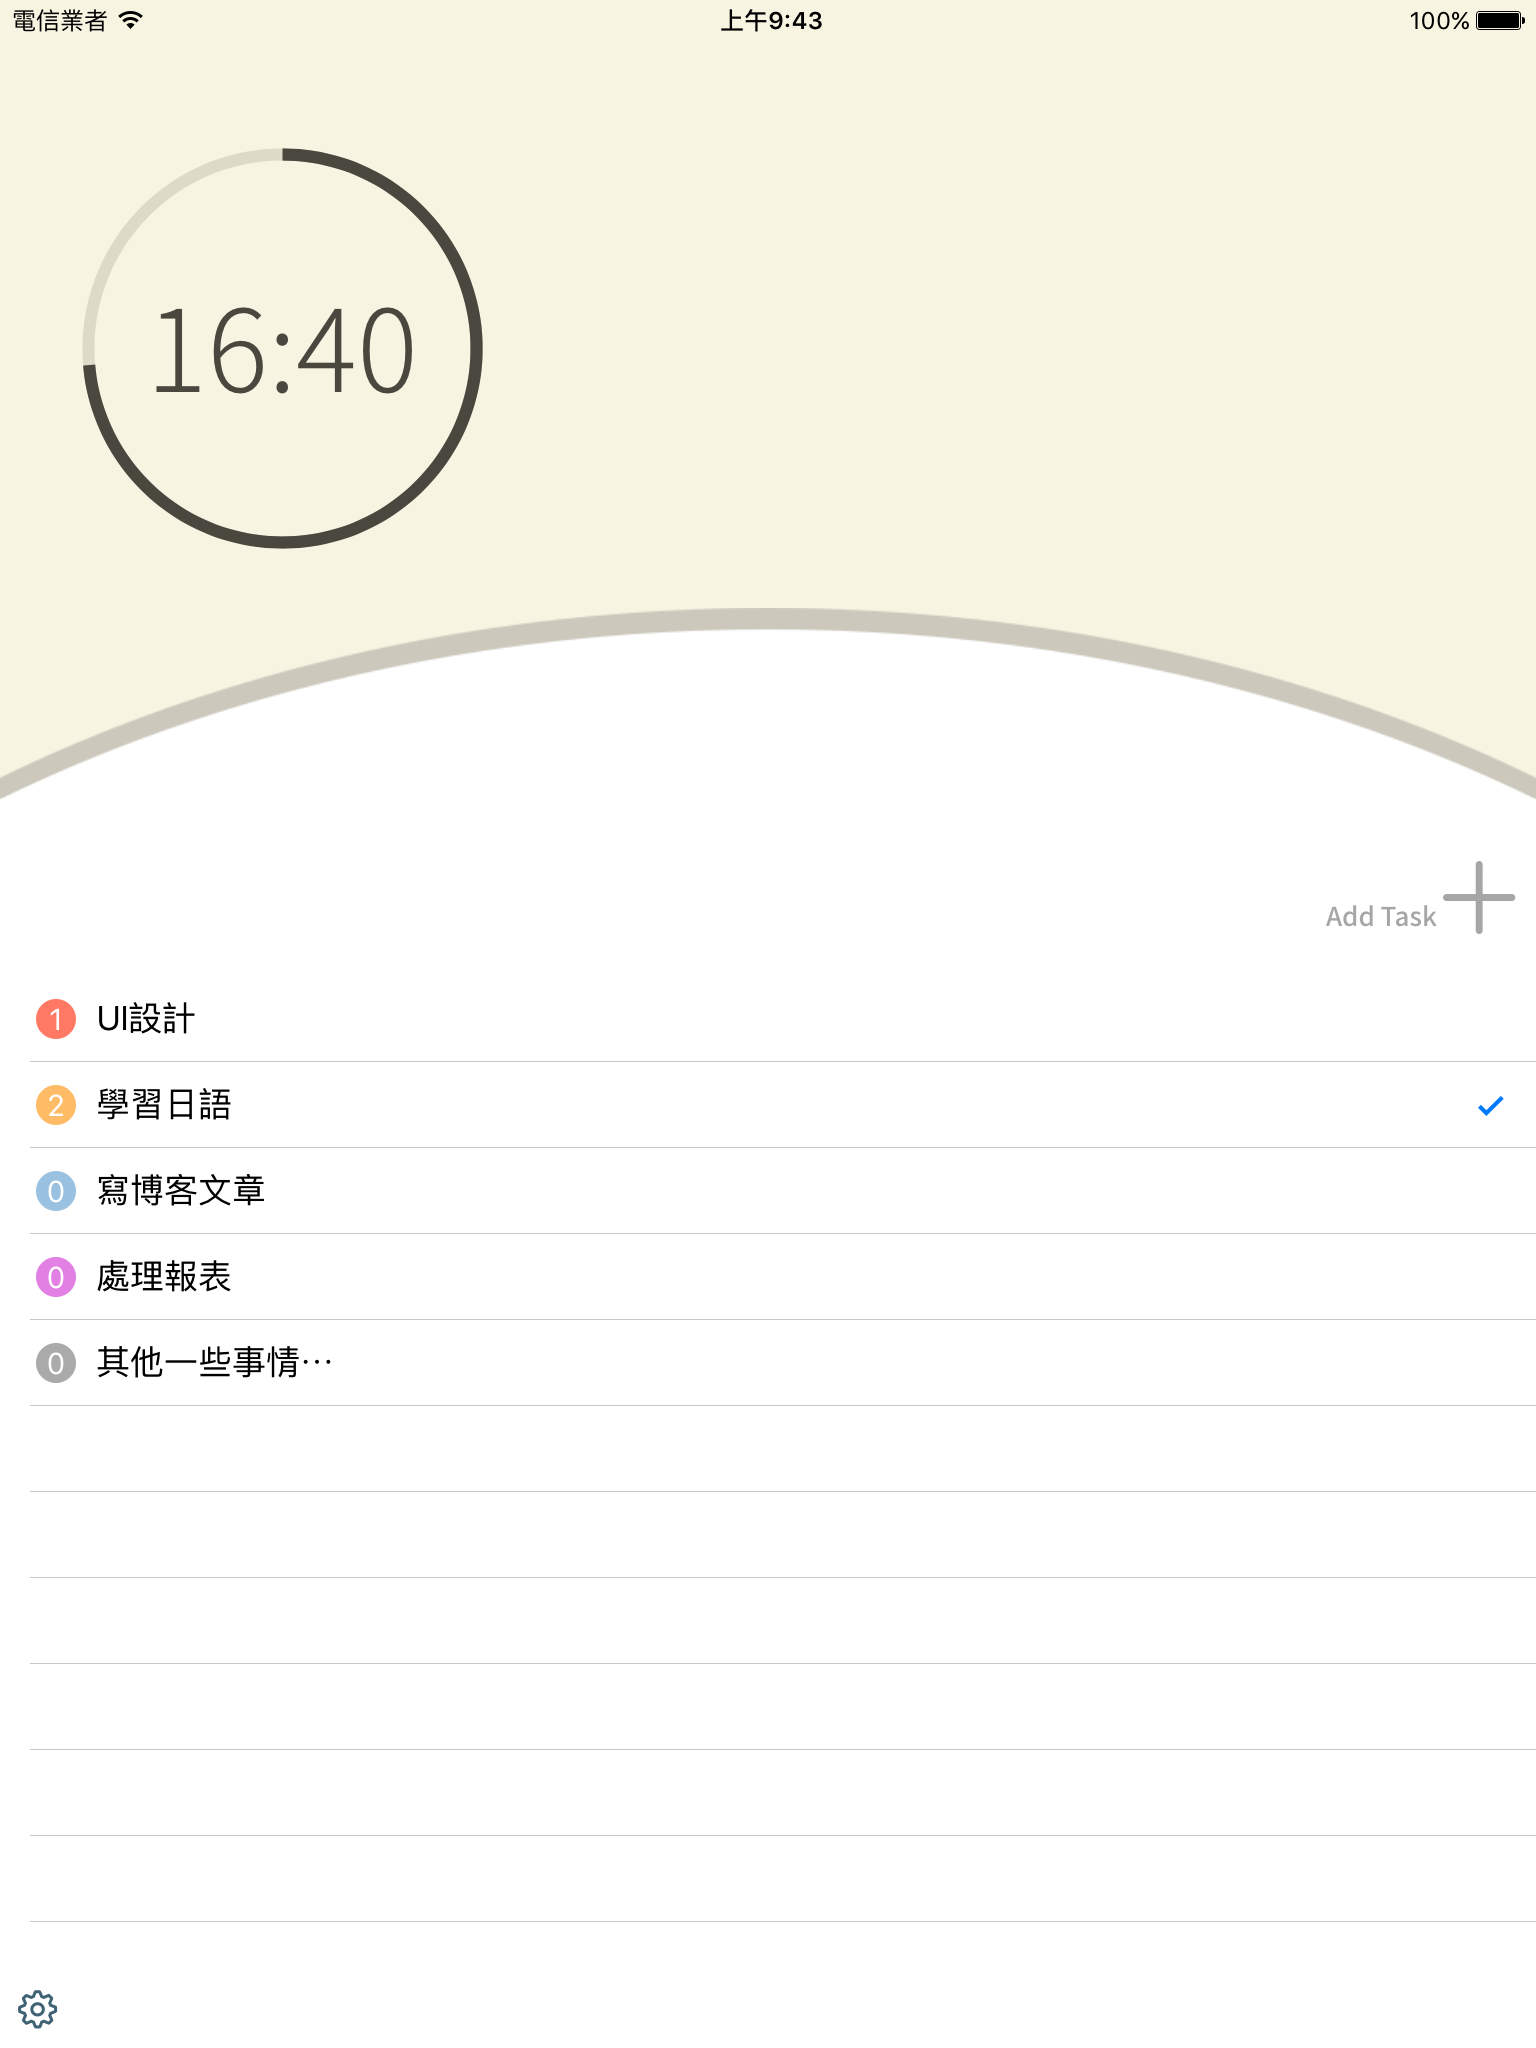 電信業者
上午9:43
100%
16:40
Add Task
1 UI設計
2 學習日語
0 寫博客文章
0 處理報表
0 其他一些事情⋯